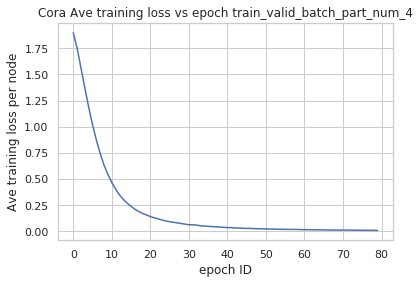 Cora Ave training loss vs epoch train_valid_batch_part_num_4
Ave training loss per node
1.75
1.50
1.25
1.00
0.75
0.50
0.25
0.00
0 10 20 30 40 50 60 70 80
epoch ID